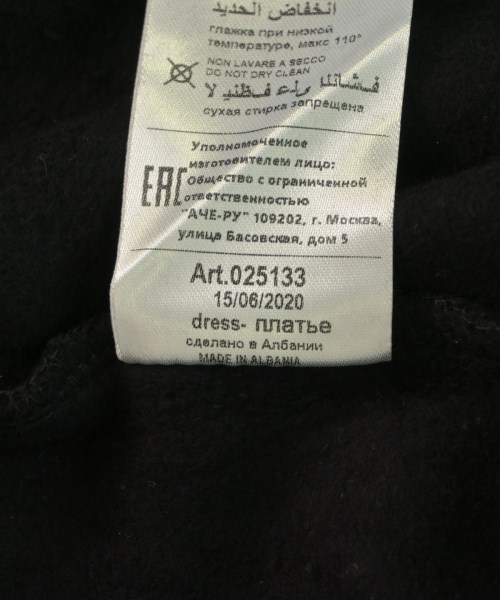 انخفاض الحديد
глажка при низкой
температуре, макс 110°
NON LAVARE A SECCO
DO NOT DRY CLEAN
сухая стирка запрещена
Уполномоченное
изготовителем лицо:
EAC
Общество с ограниченной
ответственностью
"АЧЕ-РУ" 109202, г. Москва,
улица Басовская, дом 5
Art.025133
15/06/2020
dress- платье
сделано в Албании
MADE IN ALBANIA